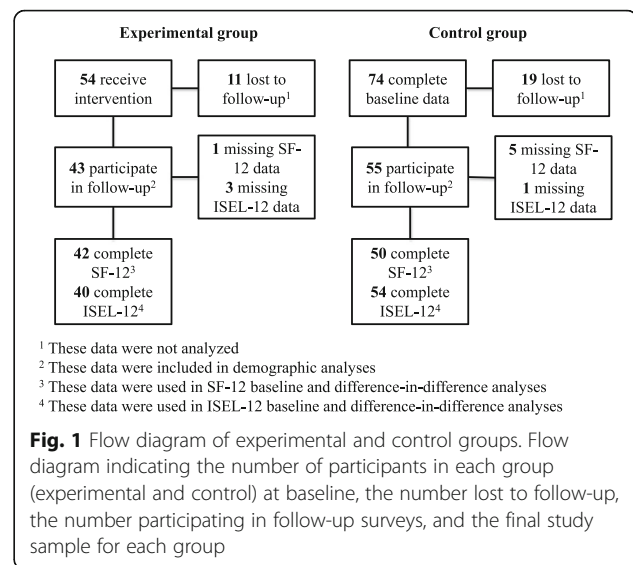 Experimental group
Control group
54 receive
intervention
11 lost to
follow-up¹
74 complete
baseline data
19 lost to
follow-up¹
43 participate
in follow-up²
1 missing SF-
12 data
3 missing
ISEL-12 data
55 participate
in follow-up²
5 missing SF-
12 data
1 missing
ISEL-12 data
42 complete
SF-12³
40 complete
ISEL-12⁴
50 complete
SF-12³
54 complete
ISEL-12⁴
¹ These data were not analyzed
² These data were included in demographic analyses
³ These data were used in SF-12 baseline and difference-in-difference analyses
⁴ These data were used in ISEL-12 baseline and difference-in-difference analyses
Fig. 1 Flow diagram of experimental and control groups. Flow
diagram indicating the number of participants in each group
(experimental and control) at baseline, the number lost to follow-up,
the number participating in follow-up surveys, and the final study
sample for each group